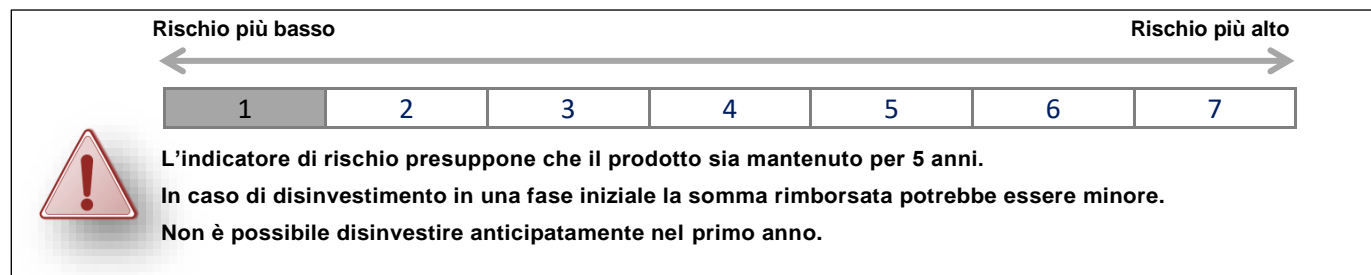 Rischio più basso Rischio più alto
1 2 3 4 5 6 7
L'indicatore di rischio presuppone che il prodotto sia mantenuto per 5 anni.
In caso di disinvestimento in una fase iniziale la somma rimborsata potrebbe essere minore.
Non è possibile disinvestire anticipatamente nel primo anno.